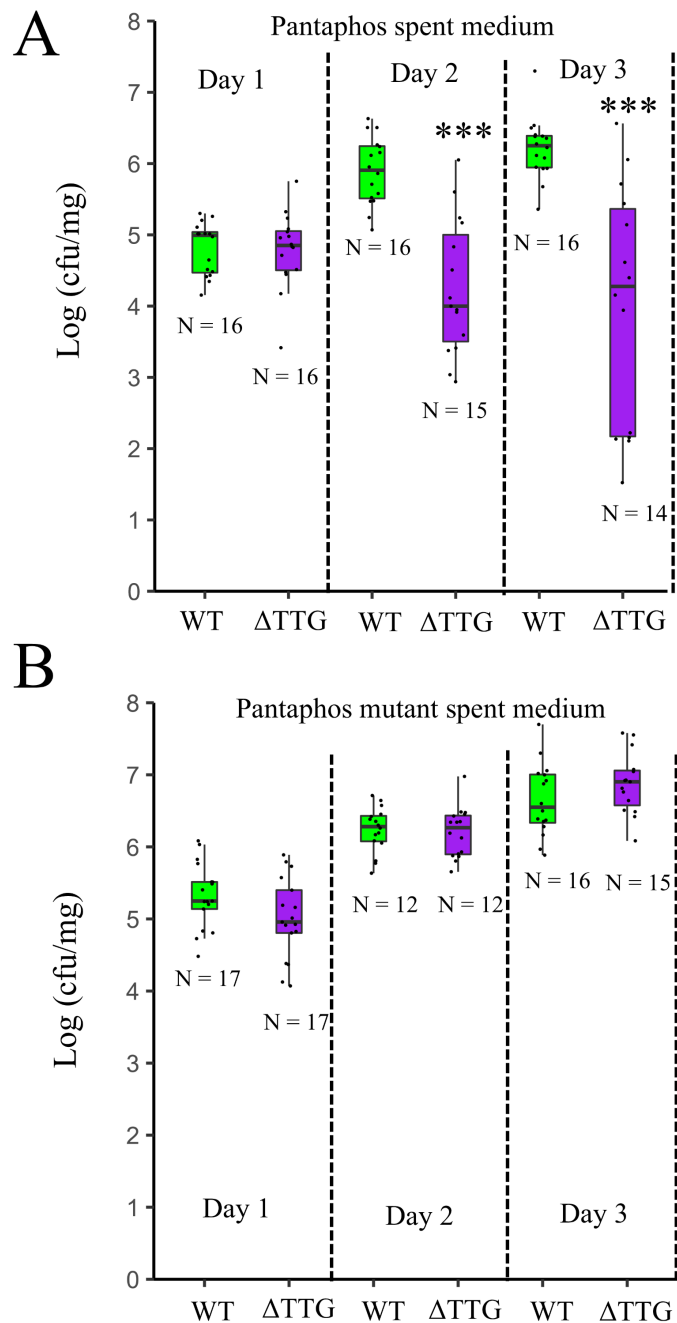 A
Pantaphos spent medium
Day 1
Day 2
Day 3
***
***
Log (cfu/mg)
8
7
6
5
4
3
2
1
0
N = 16
N = 16
N = 16
N = 15
N = 16
N = 14
WT
ΔTTG
WT
ΔTTG
WT
ΔTTG
B
Pantaphos mutant spent medium
Log (cfu/mg)
8
7
6
5
4
3
2
1
0
N = 17
N = 17
N = 12
N = 12
N = 16
N = 15
Day 1
Day 2
Day 3
WT
ΔTTG
WT
ΔTTG
WT
ΔTTG